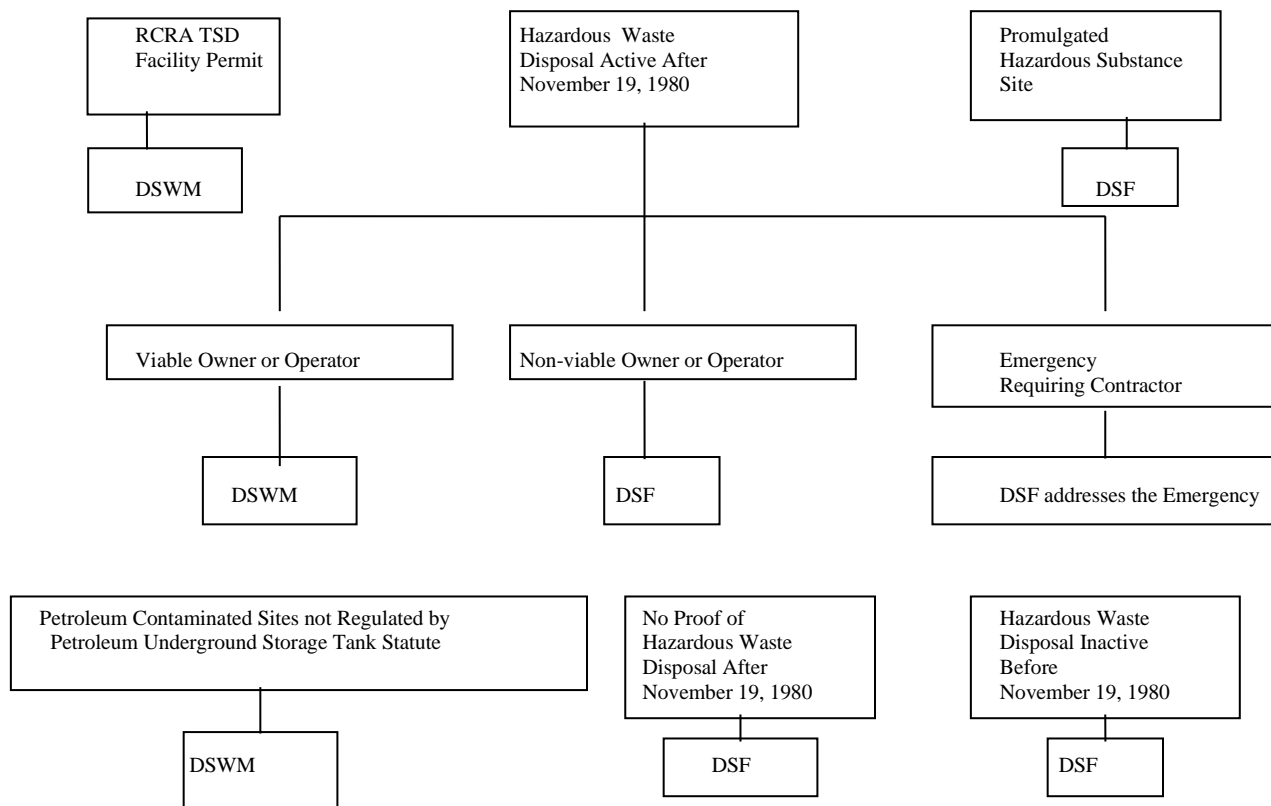 RCRA TSD
Facility Permit
Hazardous Waste
Disposal Active After
November 19, 1980
Promulgated
Hazardous Substance
Site
DSWM
DSF
Viable Owner or Operator
Non-viable Owner or Operator
Emergency
Requiring Contractor
DSWM
DSF
DSF addresses the Emergency
Petroleum Contaminated Sites not Regulated by
Petroleum Underground Storage Tank Statute
No Proof of
Hazardous Waste
Disposal After
November 19, 1980
Hazardous Waste
Disposal Inactive
Before
November 19, 1980
DSWM
DSF
DSF